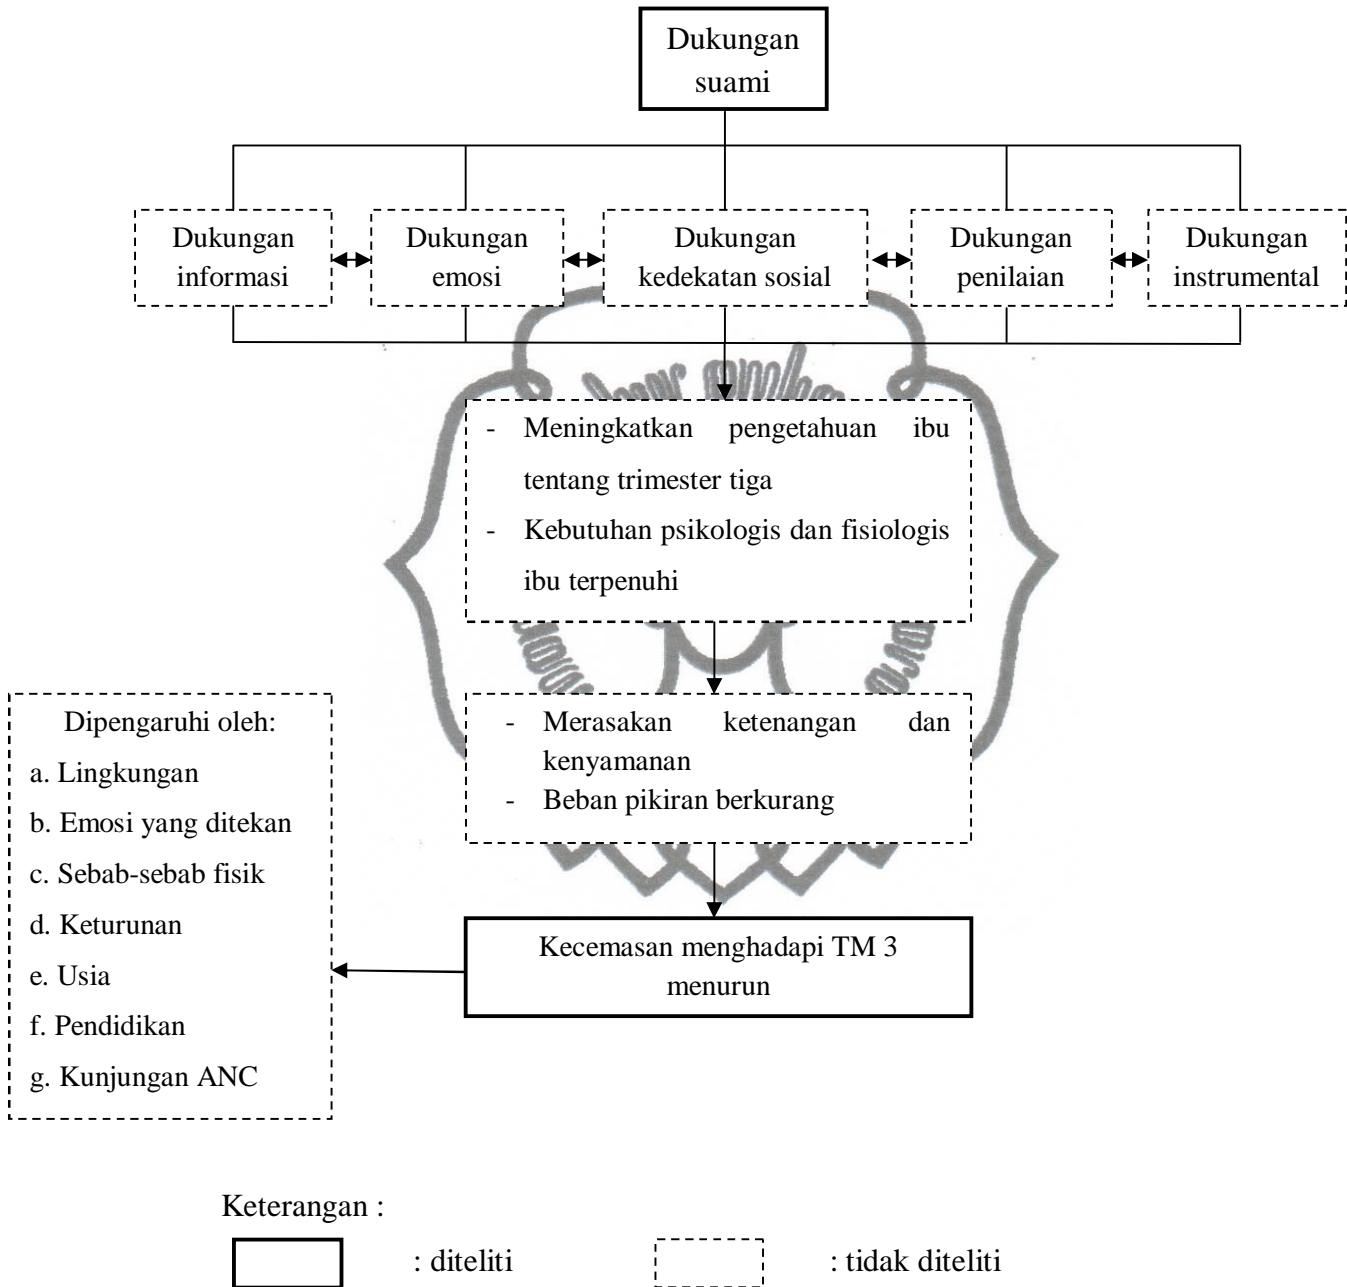 Dukungan
suami
Dukungan
informasi
Dukungan
emosi
Dukungan
kedekatan sosial
Dukungan
penilaian
Dukungan
instrumental
- Meningkatkan pengetahuan ibu
tentang trimester tiga
- Kebutuhan psikologis dan fisiologis
ibu terpenuhi
- Merasakan ketenangan dan
kenyamanan
- Beban pikiran berkurang
Dipengaruhi oleh:
a. Lingkungan
b. Emosi yang ditekan
c. Sebab-sebab fisik
d. Keturunan
e. Usia
f. Pendidikan
g. Kunjungan ANC
Kecemasan menghadapi TM 3
menurun
Keterangan :
: diteliti
: tidak diteliti